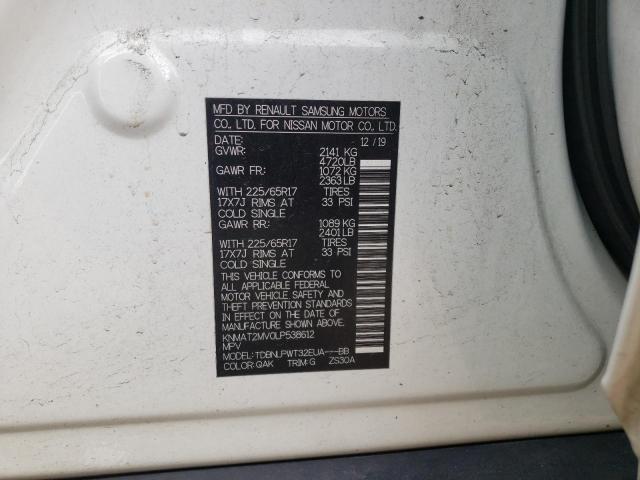 MFD BY RENAULT SAMSUNG MOTORS
CO., LTD. FOR NISSAN MOTOR CO., LTD.
DATE: 12/19
GVWR: 2141 KG
4720LB
GAWR FR: 1072 KG
2363LB
WITH 225/65R17 TIRES
17X7J RIMS AT 33 PSI
COLD SINGLE
GAWR RR: 1089 KG
2401LB
WITH 225/65R17 TIRES
17X7J RIMS AT 33 PSI
COLD SINGLE
THIS VEHICLE CONFORMS TO
ALL APPLICABLE FEDERAL
MOTOR VEHICLE SAFETY AND
THEFT PREVENTION STANDARDS
IN EFFECT ON THE DATE OF
MANUFACTURE SHOWN ABOVE.
KNMAT2MV0LP538612
MPV
MODEL: TDBNLPWT32EUA---BB
COLOR: QAK TRIM: G ZS30A